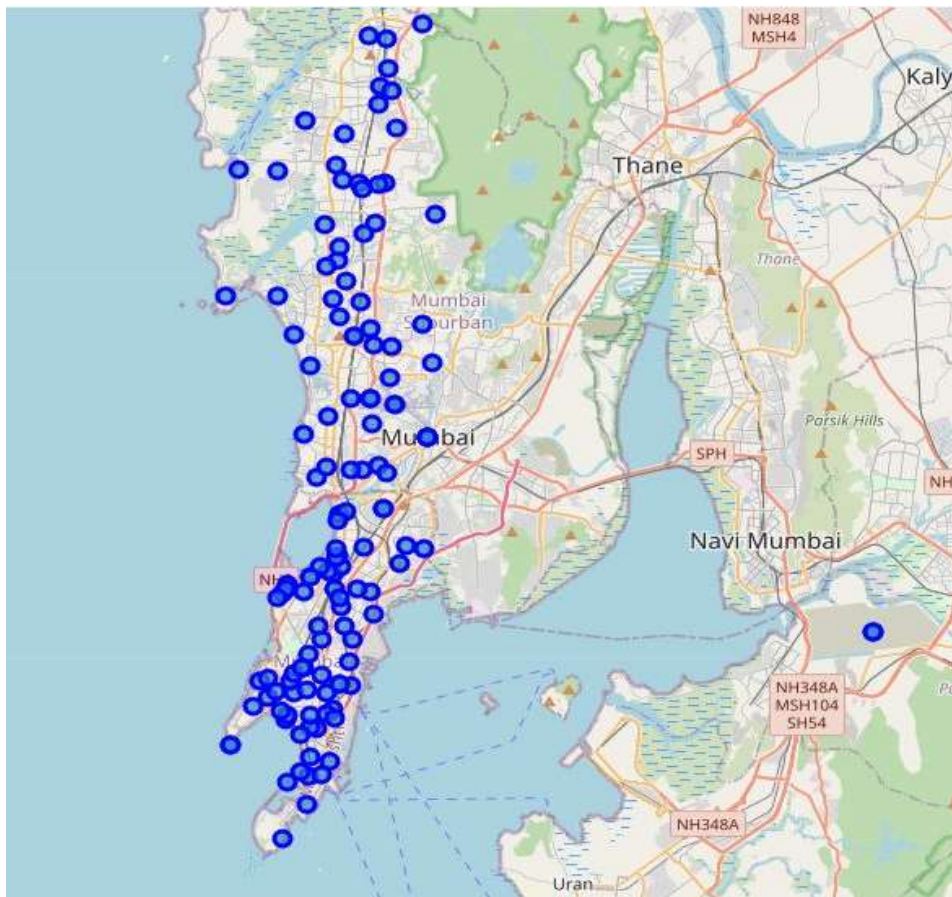 NH848
MSH4
Kaly
Thane
Thane
Mumbai
Suburban
Parsik Hills
Mumbai
SPH
NH
Navi Mumbai
NH
Mumba
NH348A
MSH104
SH54
NH348A
Uran